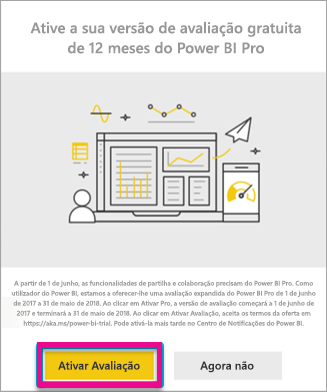 Ative a sua versão de avaliação gratuita
de 12 meses do Power BI Pro
A partir de 1 de junho, as funcionalidades de partilha e colaboração precisam do Power BI Pro. Como
utilizador do Power BI, estamos a oferecer-lhe uma avaliação expandida do Power BI Pro de 1 de junho
de 2017 a 31 de maio de 2018. Ao clicar em Ativar Pro, a versão de avaliação começará a 1 de junho
de 2017 e terminará a 31 de maio de 2018. Ao clicar em Ativar Avaliação, aceita os termos da oferta em
https://aka.ms/power-bi-trial. Pode ativá-la mais tarde no Centro de Notificações do Power BI.
Ativar Avaliação
Agora não